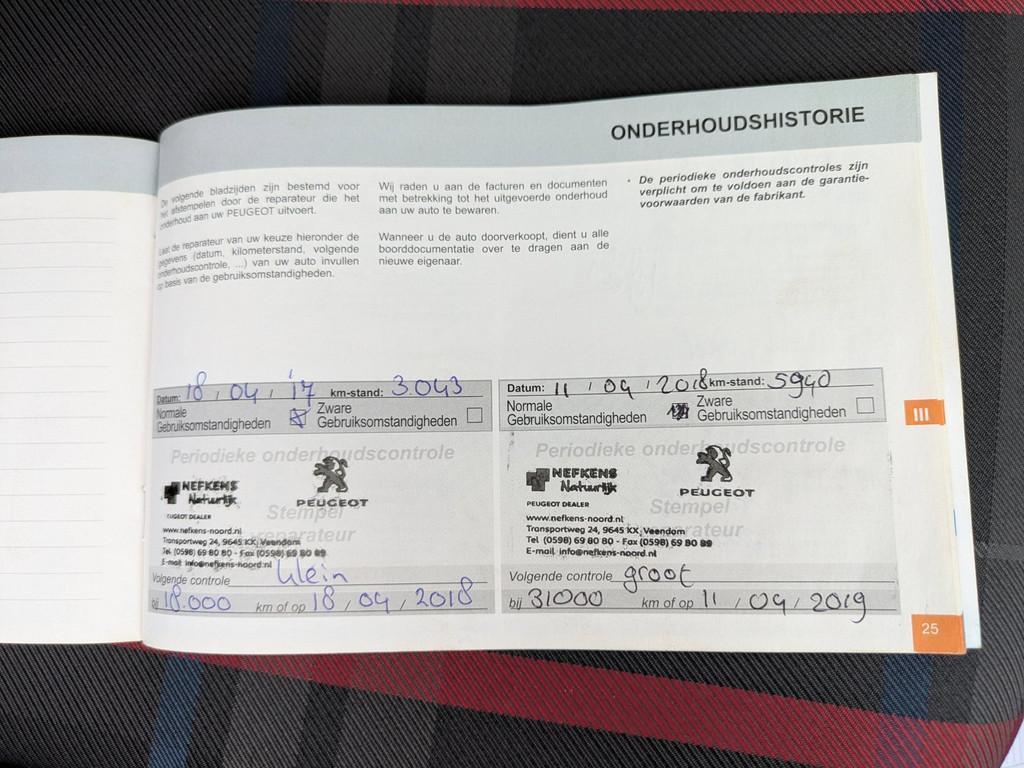 ONDERHOUDSHISTORIE
De volgende bladzijden zijn bestemd voor
het afstempelen door de reparateur die het
onderhoud aan uw PEUGEOT uitvoert.
Laat de reparateur van uw keuze hieronder de
gegevens (datum, kilometerstand, volgende
onderhoudscontrole, ...) van uw auto invullen
op basis van de gebruiksomstandigheden.
Wij raden u aan de facturen en documenten
met betrekking tot het uitgevoerde onderhoud
aan uw auto te bewaren.
Wanneer u de auto doorverkoopt, dient u alle
boorddocumentatie over te dragen aan de
nieuwe eigenaar.
• De periodieke onderhoudscontroles zijn
verplicht om te voldoen aan de garantie-
voorwaarden van de fabrikant.
Datum: 18 / 04 / '17 km-stand: 3.043
Normale Gebruiksomstandigheden
Zware Gebruiksomstandigheden
Periodieke onderhoudscontrole
NEFKENS
Natuurlijk
PEUGEOT
PEUGEOT DEALER
Stempel
reparateur
www.nefkens-noord.nl
Transportweg 24, 9645 KX, Veendam
Tel. (0598) 69 80 80 - Fax (0598) 69 80 89
E-mail: info@nefkens-noord.nl
Volgende controle klein
bij 18.000 km of op 18 / 04 / 2018
Datum: 11 / 04 / 2018 km-stand: 5940
Normale Gebruiksomstandigheden
Zware Gebruiksomstandigheden
Periodieke onderhoudscontrole
NEFKENS
Natuurlijk
PEUGEOT
PEUGEOT DEALER
Stempel
reparateur
www.nefkens-noord.nl
Transportweg 24, 9645 KX, Veendam
Tel. (0598) 69 80 80 - Fax (0598) 69 80 89
E-mail: info@nefkens-noord.nl
Volgende controle groot
bij 31000 km of op 11 / 04 / 2019
III
25